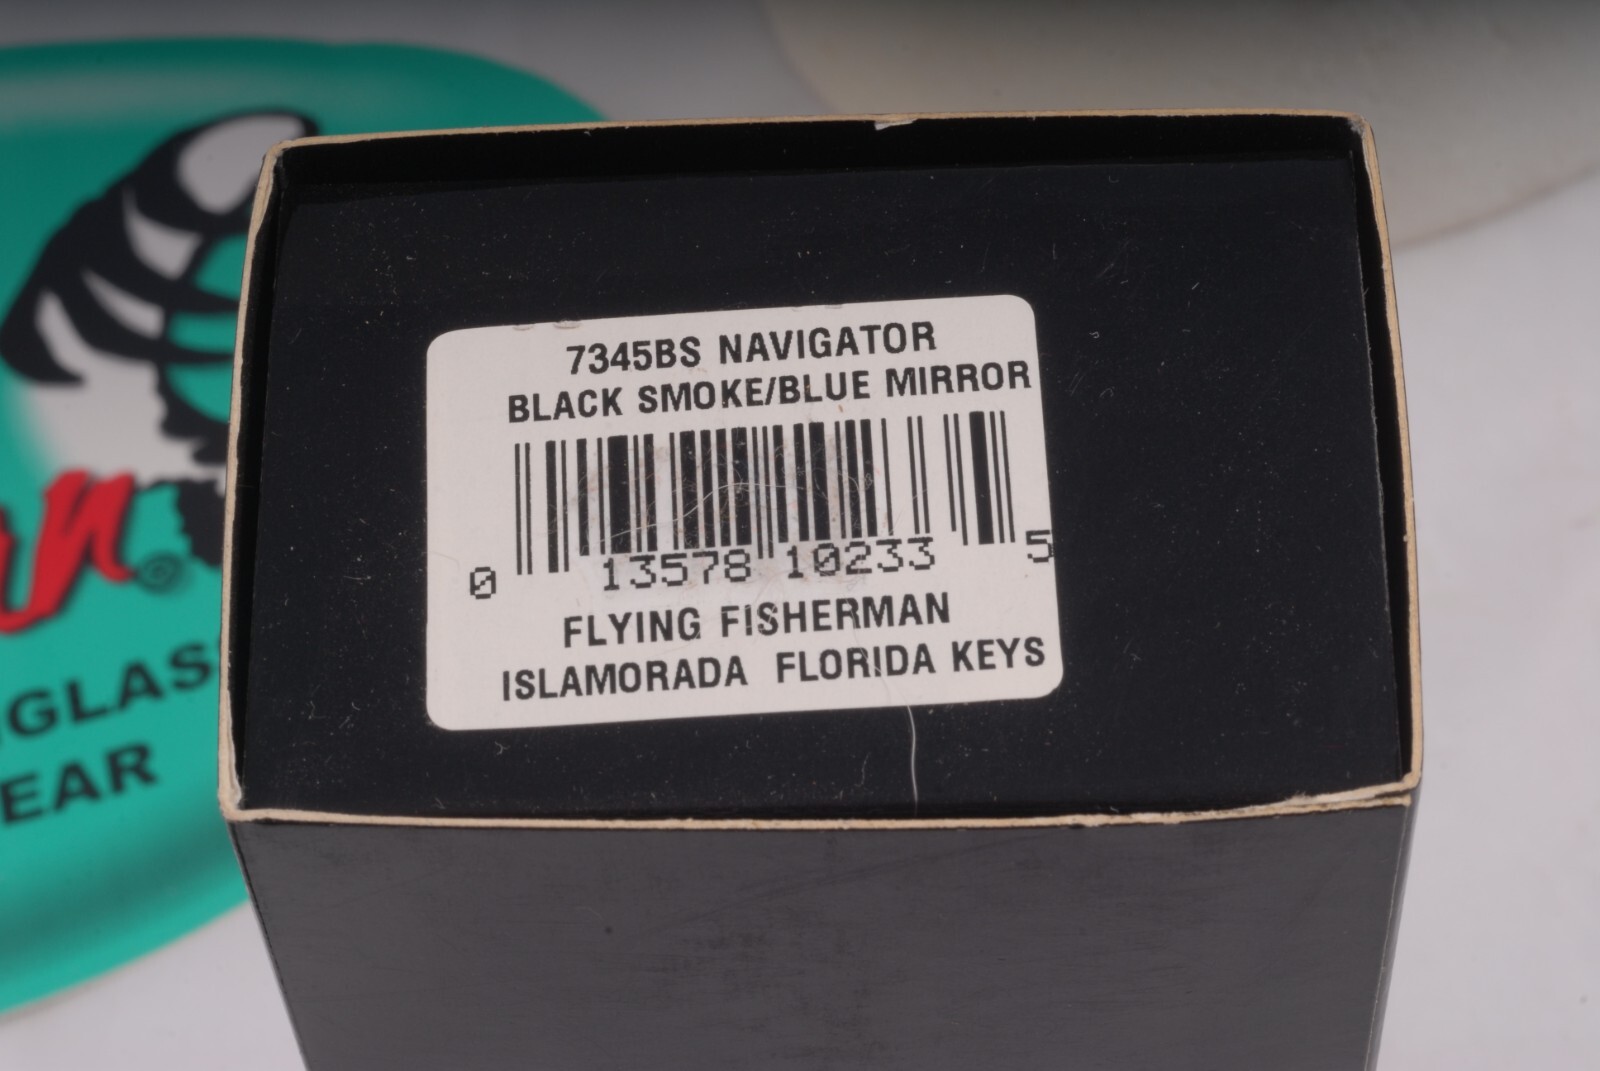 7345BS NAVIGATOR
BLACK SMOKE/BLUE MIRROR
0 13578 10233 5
FLYING FISHERMAN
ISLAMORADA FLORIDA KEYS